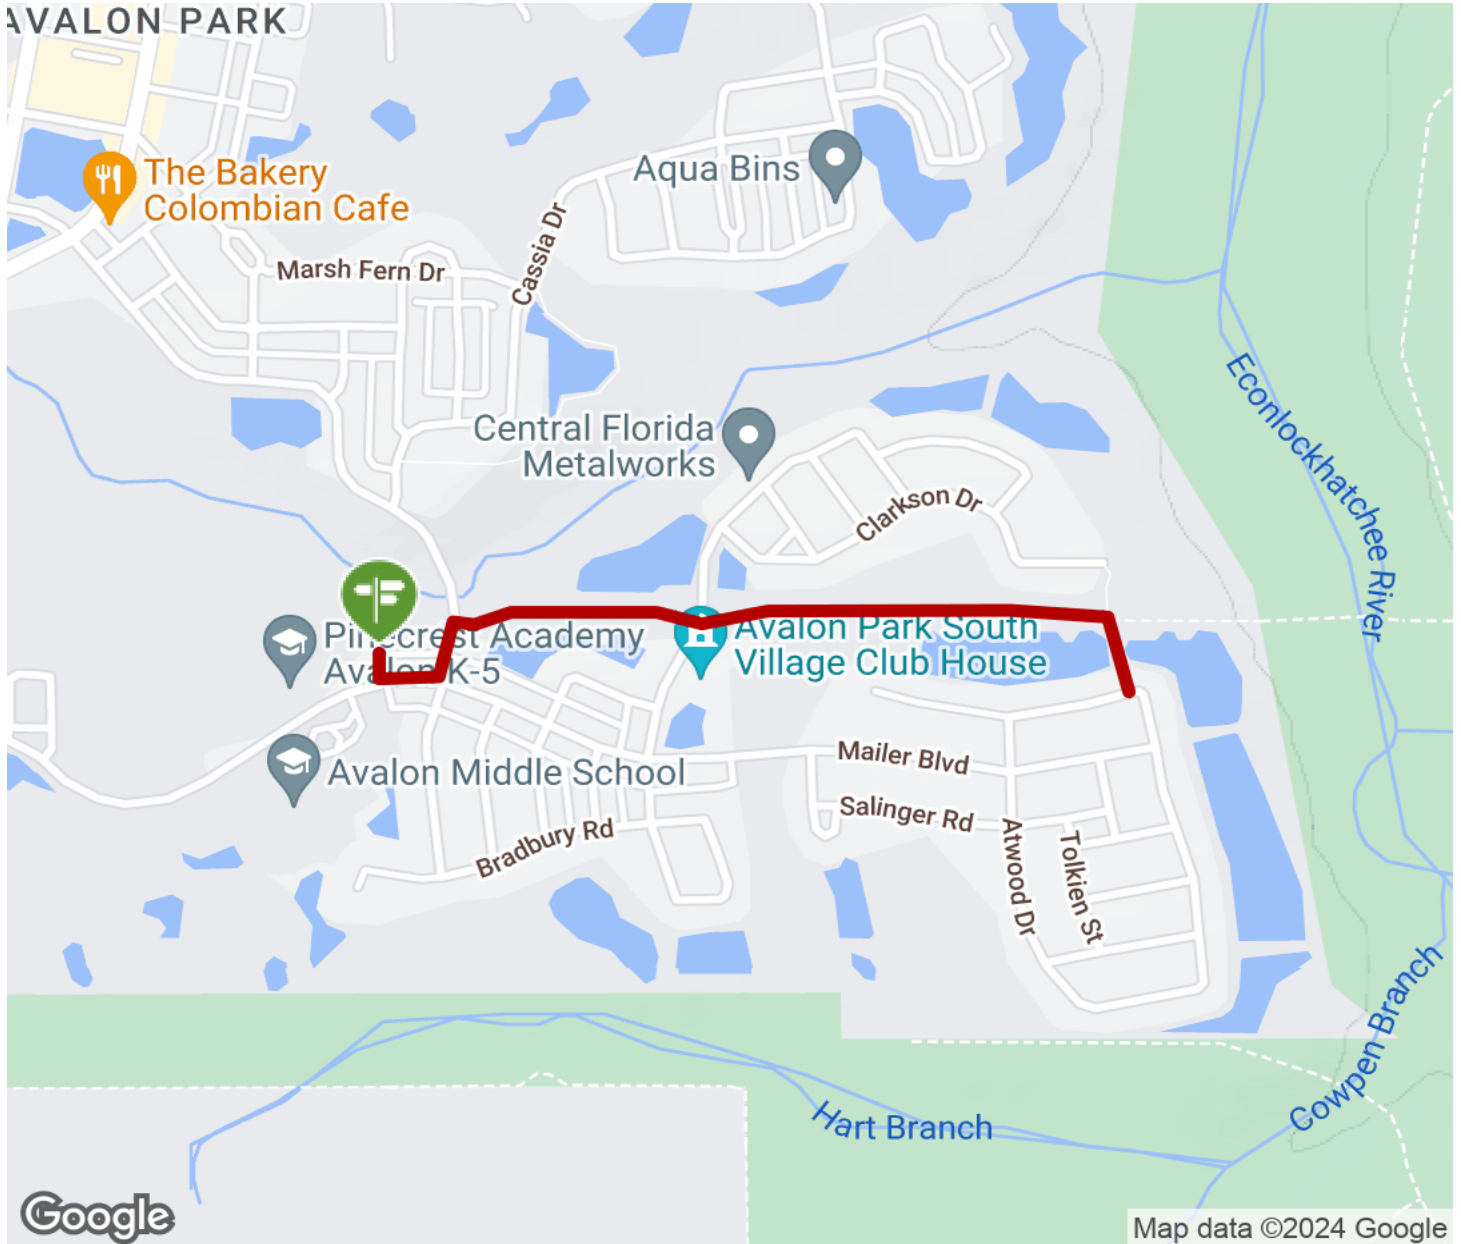 AVALON PARK
The Bakery
Colombian Cafe
Aqua Bins
Marsh Fern Dr
Cassia Dr
Central Florida
Metalworks
Clarkson Dr
Econlockhatchee River
Pinecrest Academy
Avalon K-5
Avalon Park South
Village Club House
Avalon Middle School
Mailer Blvd
Salinger Rd
Bradbury Rd
Atwood Dr
Tolkien St
Cowpen Branch
Hart Branch
Google
Map data ©2024 Google